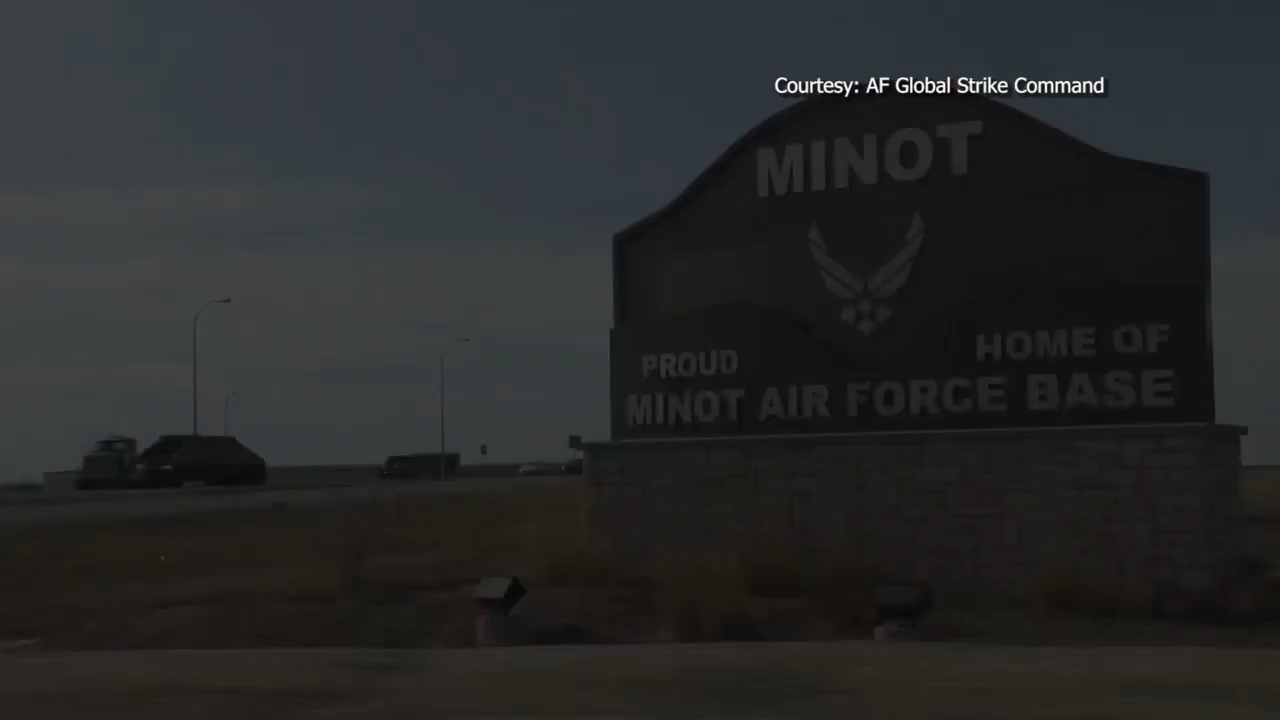 Courtesy: AF Global Strike Command
MINOT
PROUD HOME OF
MINOT AIR FORCE BASE